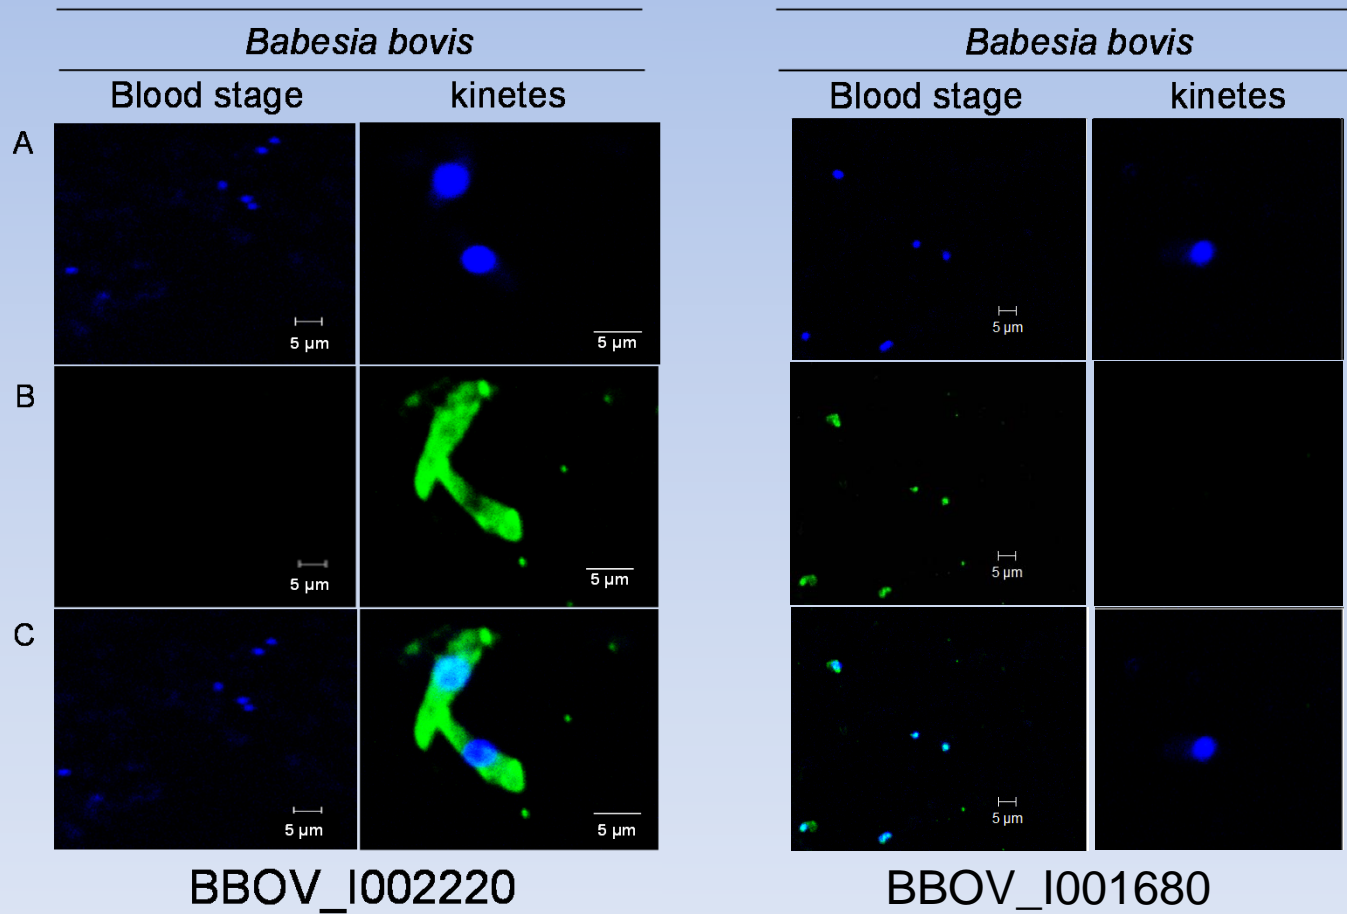 Babesia bovis
Blood stage kinetes
A
5 µm
5 µm
B
5 µm
5 µm
C
5 µm
5 µm
BBOV_I002220
Babesia bovis
Blood stage kinetes
5 µm
5 µm
5 µm
BBOV_I001680